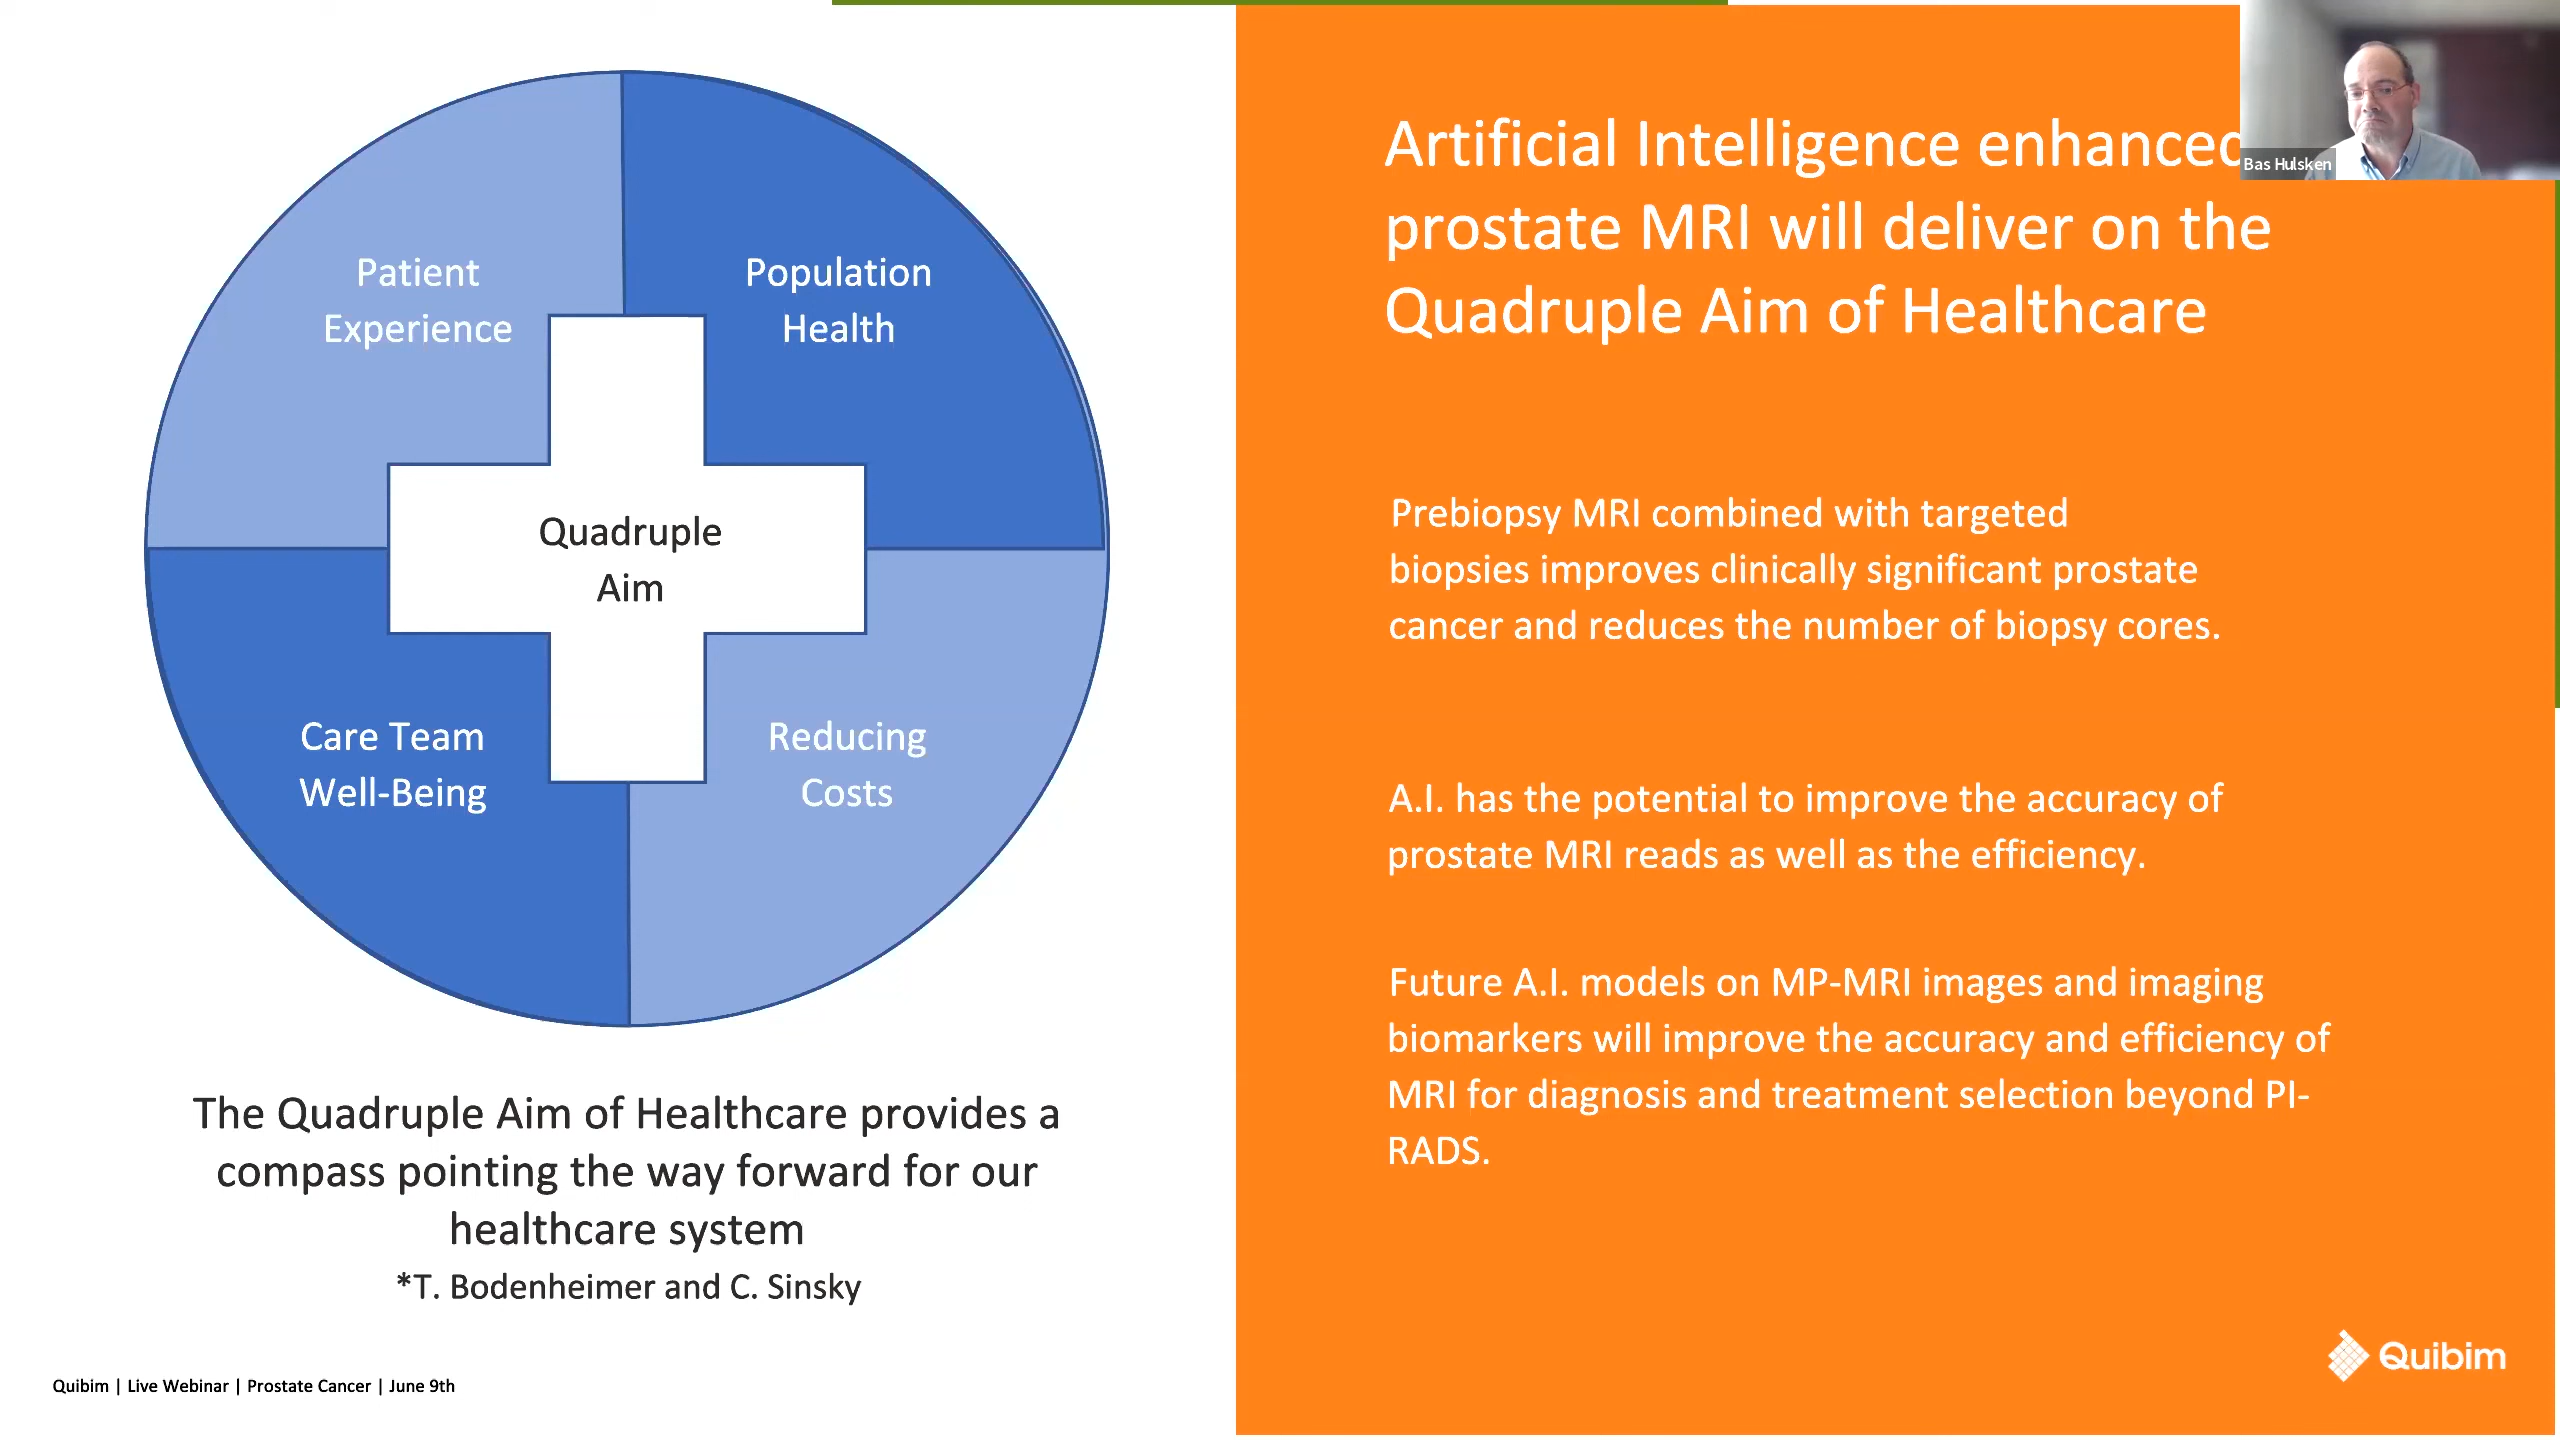 Patient
Experience
Population
Health
Quadruple
Aim
Care Team
Well-Being
Reducing
Costs
The Quadruple Aim of Healthcare provides a
compass pointing the way forward for our
healthcare system
*T. Bodenheimer and C. Sinsky
Quibim | Live Webinar | Prostate Cancer | June 9th
Artificial Intelligence enhanced
prostate MRI will deliver on the
Quadruple Aim of Healthcare
Prebiopsy MRI combined with targeted
biopsies improves clinically significant prostate
cancer and reduces the number of biopsy cores.
A.I. has the potential to improve the accuracy of
prostate MRI reads as well as the efficiency.
Future A.I. models on MP-MRI images and imaging
biomarkers will improve the accuracy and efficiency of
MRI for diagnosis and treatment selection beyond PI-
RADS.
Quibim
Bas Hulsken